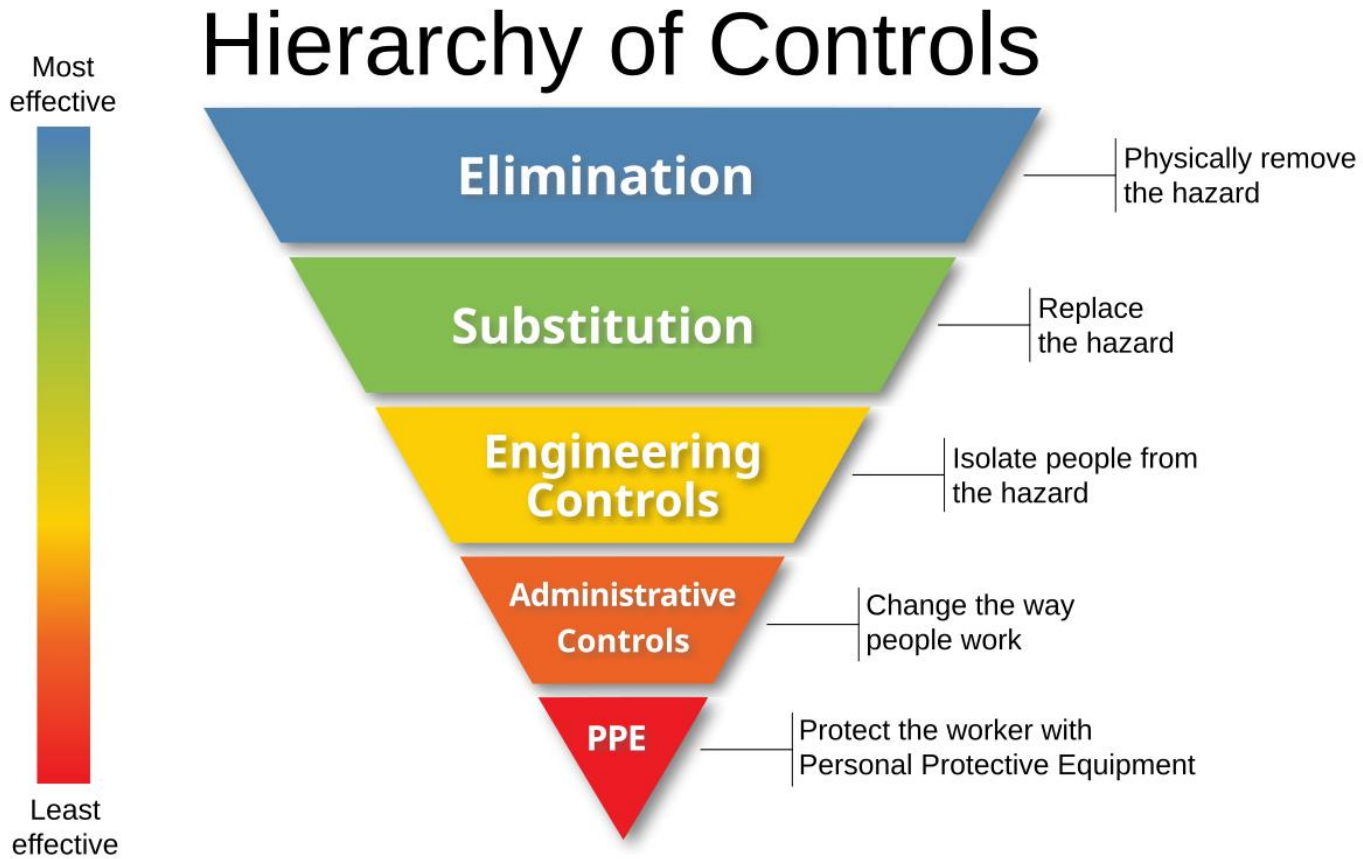 Hierarchy of Controls
Most
effective
Elimination
Physically remove
the hazard
Substitution
Replace
the hazard
Engineering
Controls
Isolate people from
the hazard
Administrative
Controls
Change the way
people work
PPE
Protect the worker with
Personal Protective Equipment
Least
effective